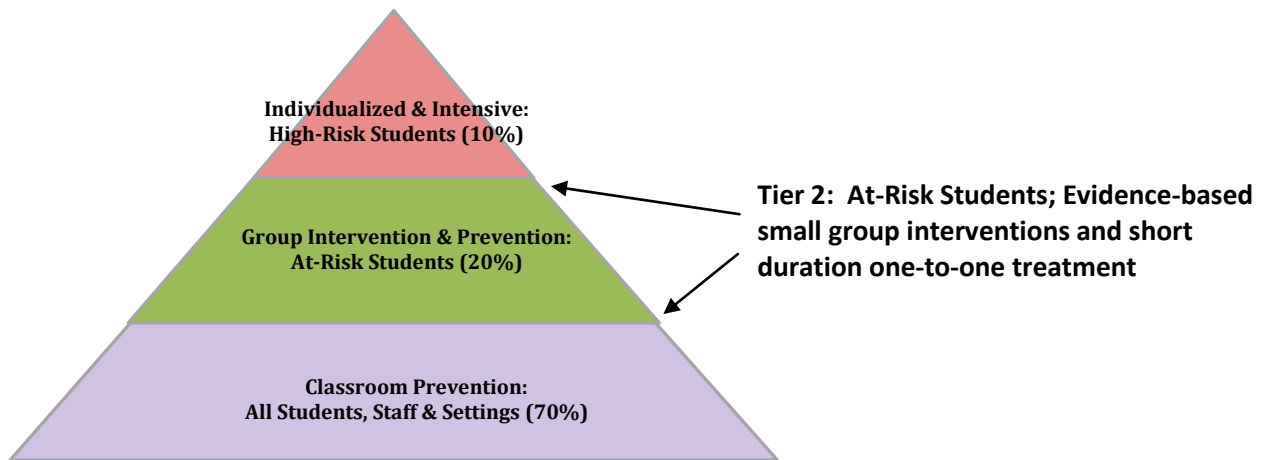 Individualized & Intensive:
High-Risk Students (10%)
Group Intervention & Prevention:
At-Risk Students (20%)
Tier 2:  At-Risk Students; Evidence-based
small group interventions and short
duration one-to-one treatment
Classroom Prevention:
All Students, Staff & Settings (70%)